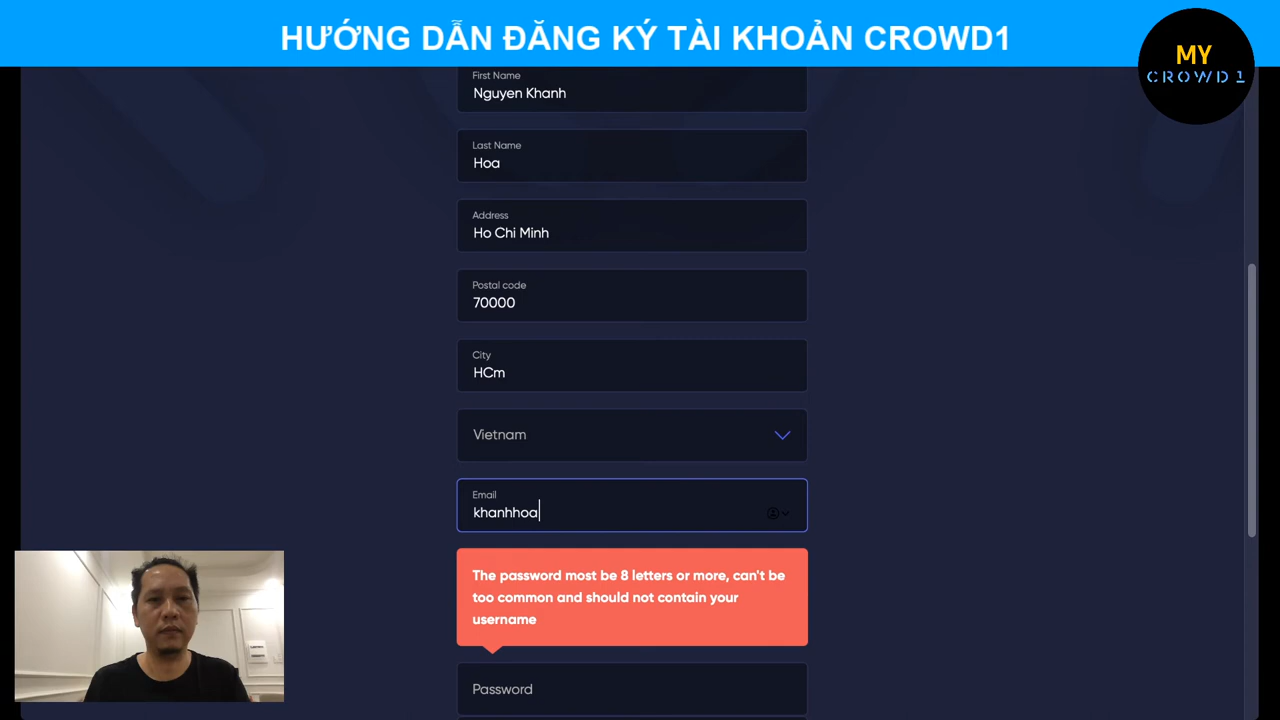 HƯỚNG DẪN ĐĂNG KÝ TÀI KHOẢN CROWD1
MY
CROWD1
First Name
Nguyen Khanh
Last Name
Hoa
Address
Ho Chi Minh
Postal code
70000
City
HCm
Vietnam
Email
khanhhoa
The password most be 8 letters or more, can't be
too common and should not contain your
username
Password